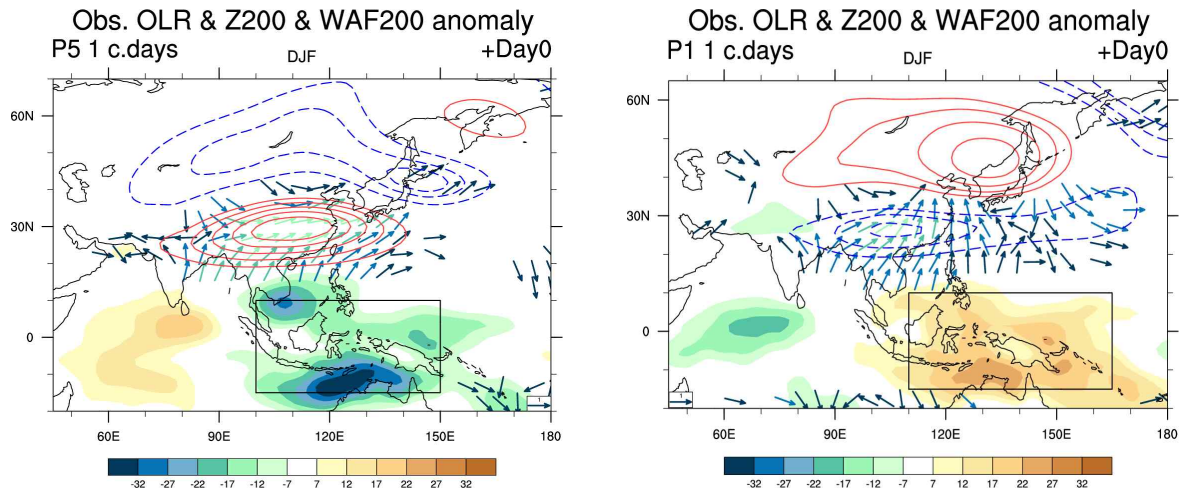 Obs. OLR & Z200 & WAF200 anomaly
P5 1 c.days DJF +Day0
60N
30N
0
60E 90E 120E 150E 180
1
-32 -27 -22 -17 -12 -7 7 12 17 22 27 32
Obs. OLR & Z200 & WAF200 anomaly
P1 1 c.days DJF +Day0
60N
30N
0
60E 90E 120E 150E 180
1
-32 -27 -22 -17 -12 -7 7 12 17 22 27 32